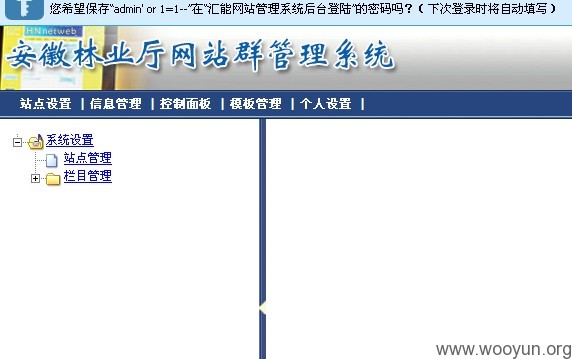 您希望保存"admin' or 1=1--"在"汇能网站管理系统后台登陆"的密码吗?( 下次登录时将自动填写 )
HNnetweb
安徽林业厅网站群管理系统
站点设置 | 信息管理 | 控制面板 | 模板管理 | 个人设置 |
系统设置
站点管理
栏目管理
www.wooyun.org